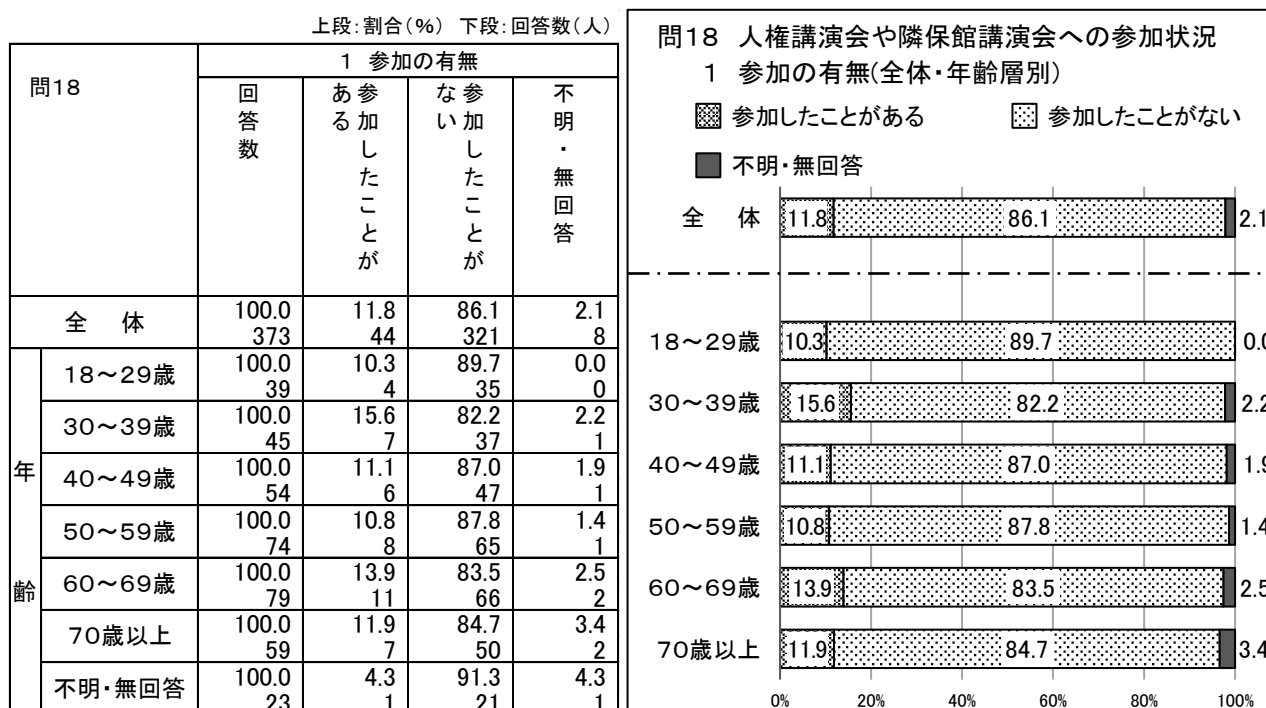 上段:割合(%) 下段:回答数(人)
問18
1 参加の有無
回答数
参加したことが
ある
参加したことが
ない
不明・無回答
全 体
100.0 11.8 86.1 2.1
373 44 321 8
年齢
18~29歳
100.0 10.3 89.7 0.0
39 4 35 0
30~39歳
100.0 15.6 82.2 2.2
45 7 37 1
40~49歳
100.0 11.1 87.0 1.9
54 6 47 1
50~59歳
100.0 10.8 87.8 1.4
74 8 65 1
60~69歳
100.0 13.9 83.5 2.5
79 11 66 2
70歳以上
100.0 11.9 84.7 3.4
59 7 50 2
不明・無回答
100.0 4.3 91.3 4.3
23 1 21 1
問18 人権講演会や隣保館講演会への参加状況
1 参加の有無(全体・年齢層別)
参加したことがある 参加したことがない
不明・無回答
全 体 11.8 86.1 2.1
18~29歳 10.3 89.7 0.0
30~39歳 15.6 82.2 2.2
40~49歳 11.1 87.0 1.9
50~59歳 10.8 87.8 1.4
60~69歳 13.9 83.5 2.5
70歳以上 11.9 84.7 3.4
0% 20% 40% 60% 80% 100%